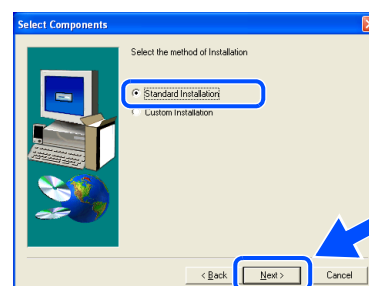 Select Components
Select the method of Installation
Standard Installation
Custom Installation
< Back
Next >
Cancel